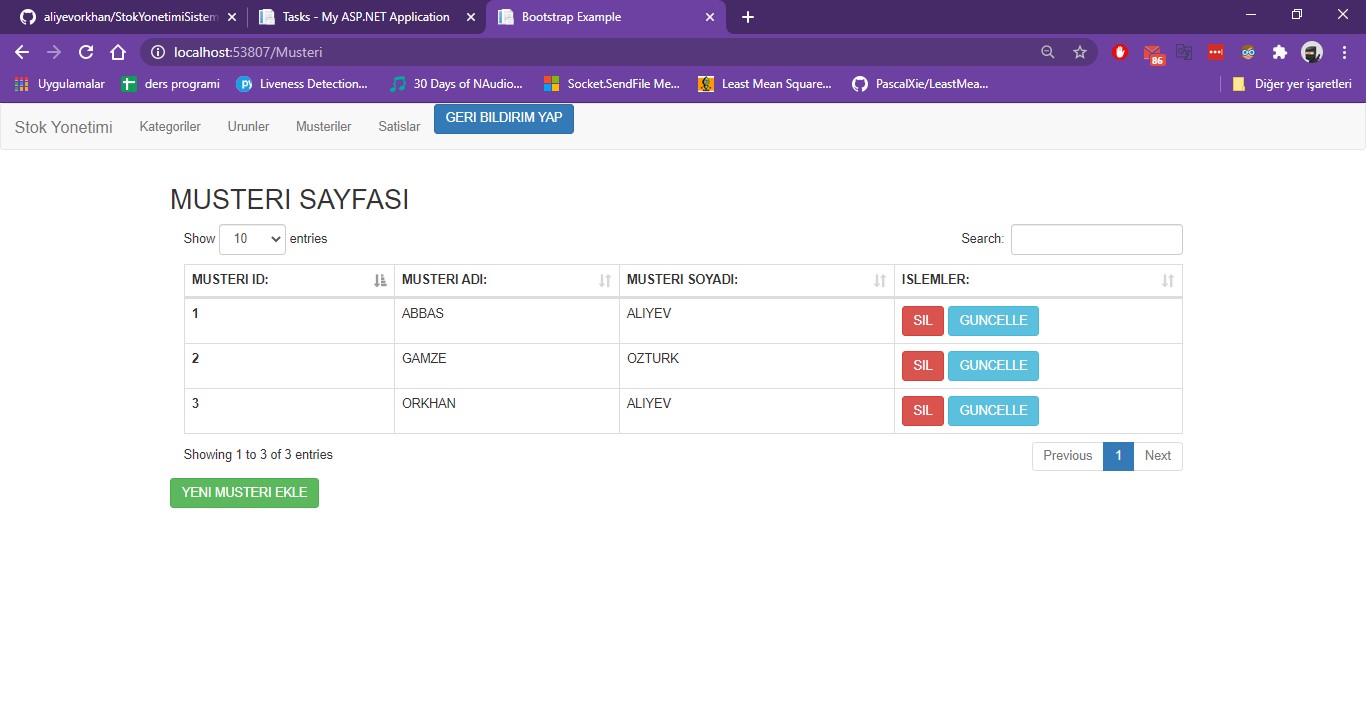 aliyevorkhan/StokYonetimiSistem
Tasks - My ASP.NET Application
Bootstrap Example
localhost:53807/Musteri
86
Uygulamalar
ders programi
Liveness Detection...
30 Days of NAudio...
Socket.SendFile Me...
Least Mean Square...
PascalXie/LeastMea...
Diğer yer işaretleri
Stok Yonetimi
Kategoriler
Urunler
Musteriler
Satislar
GERI BILDIRIM YAP
MUSTERI SAYFASI
Show 10 entries
Search:
MUSTERI ID: MUSTERI ADI: MUSTERI SOYADI: ISLEMLER:
1 ABBAS ALIYEV SIL GUNCELLE
2 GAMZE OZTURK SIL GUNCELLE
3 ORKHAN ALIYEV SIL GUNCELLE
Showing 1 to 3 of 3 entries
Previous 1 Next
YENI MUSTERI EKLE